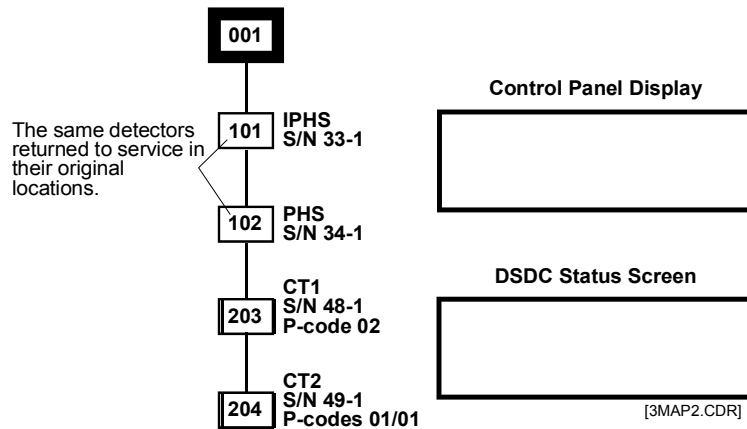 001
The same detectors
returned to service in
their original
locations.
101
IPHS
S/N 33-1
102
PHS
S/N 34-1
203
CT1
S/N 48-1
P-code 02
204
CT2
S/N 49-1
P-codes 01/01
Control Panel Display
DSDC Status Screen
[3MAP2.CDR]